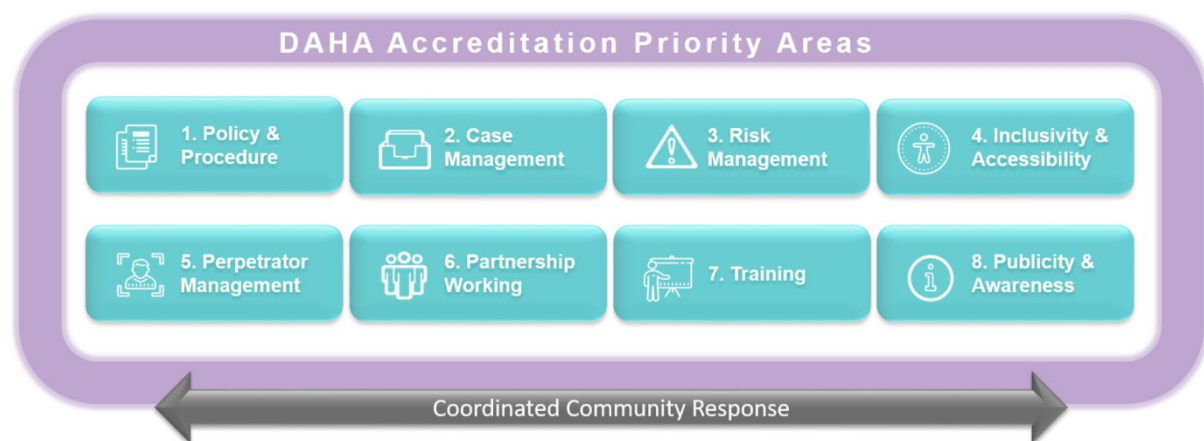 DAHA Accreditation Priority Areas
1. Policy &
Procedure
2. Case
Management
3. Risk
Management
4. Inclusivity &
Accessibility
5. Perpetrator
Management
6. Partnership
Working
7. Training
8. Publicity &
Awareness
Coordinated Community Response